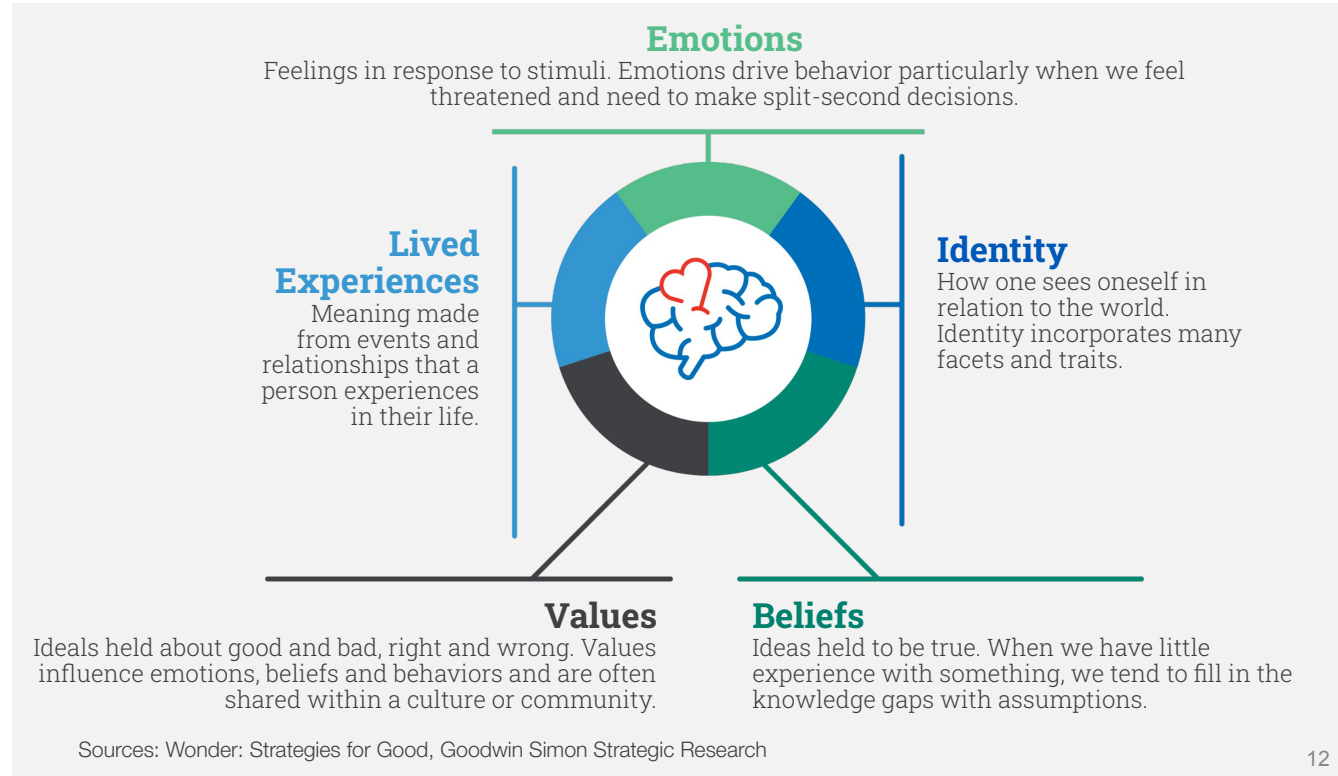 Emotions
Feelings in response to stimuli. Emotions drive behavior particularly when we feel
threatened and need to make split-second decisions.
Lived
Experiences
Meaning made
from events and
relationships that a
person experiences
in their life.
Identity
How one sees oneself in
relation to the world.
Identity incorporates many
facets and traits.
Values
Ideals held about good and bad, right and wrong. Values
influence emotions, beliefs and behaviors and are often
shared within a culture or community.
Beliefs
Ideas held to be true. When we have little
experience with something, we tend to fill in the
knowledge gaps with assumptions.
Sources: Wonder: Strategies for Good, Goodwin Simon Strategic Research
12